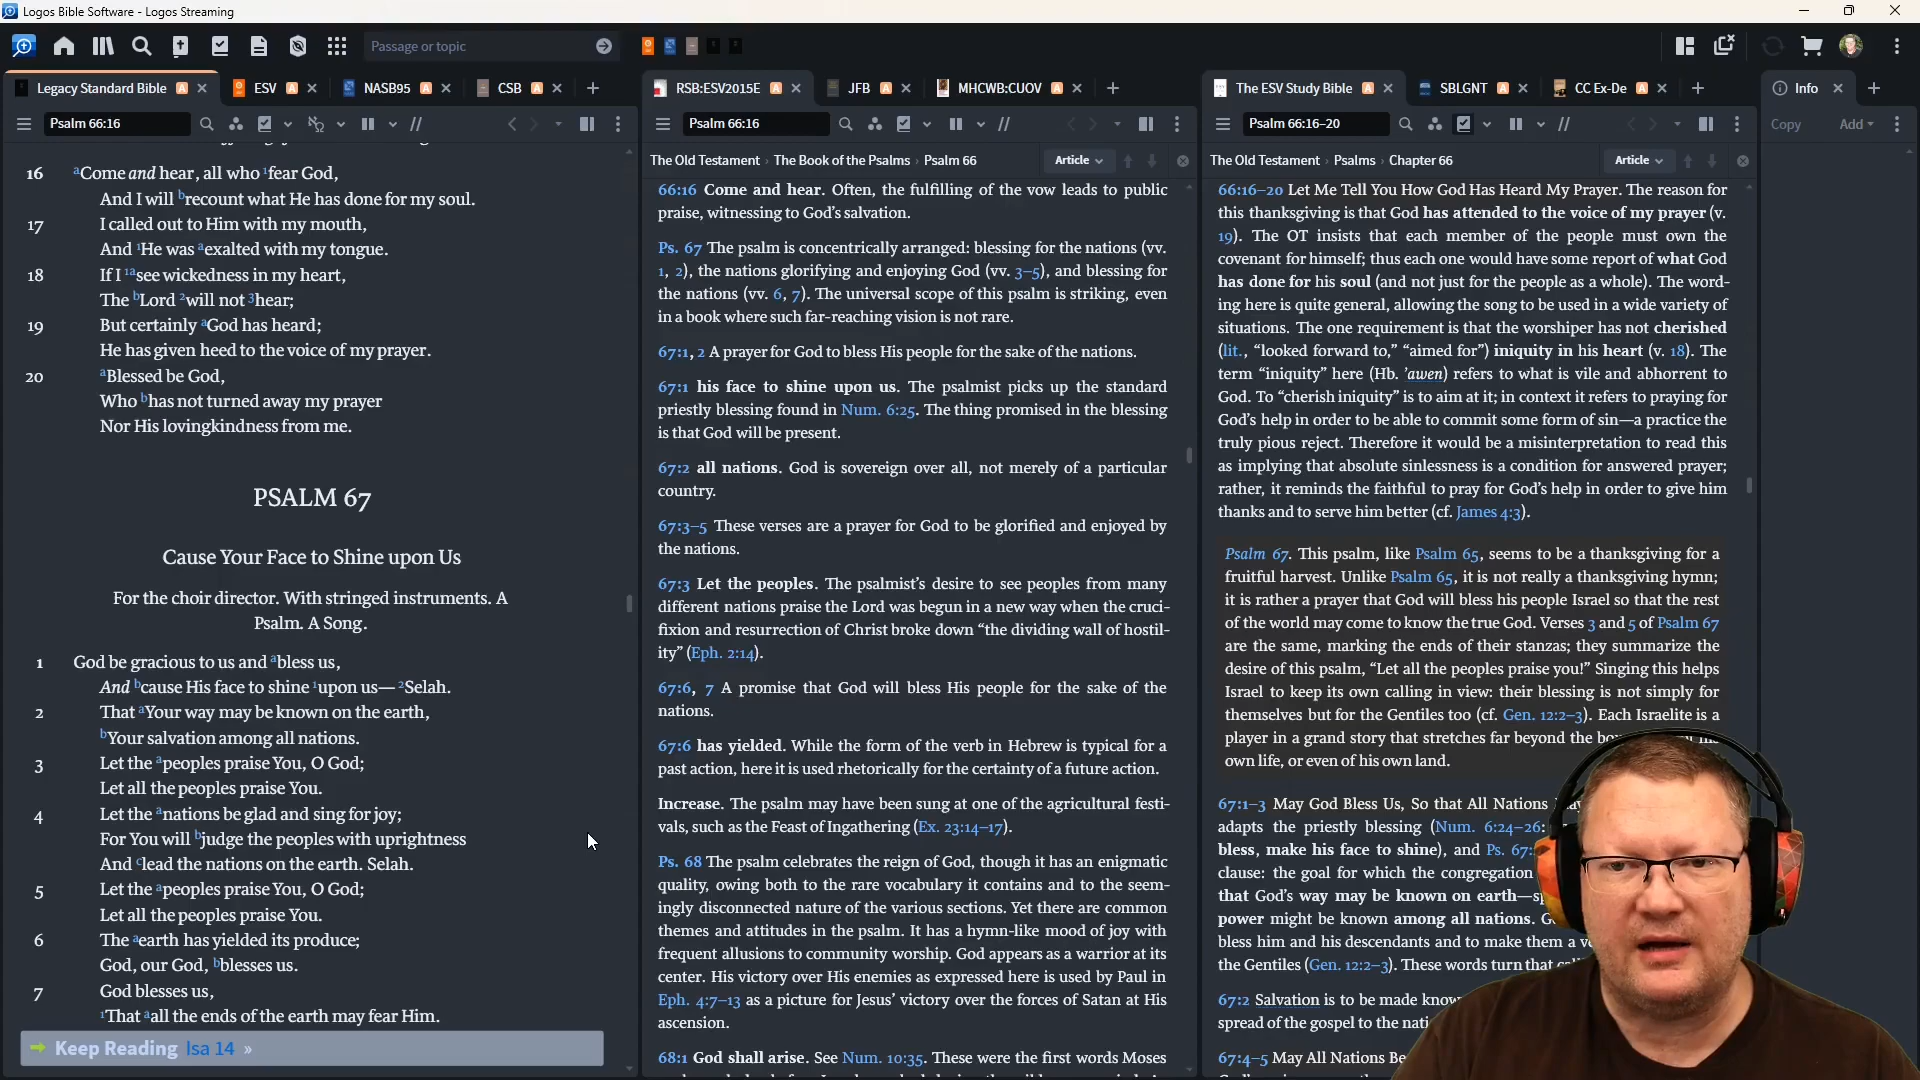 Logos Bible Software - Logos Streaming
Passage or topic
Legacy Standard Bible A
ESV A
NASB95 A
CSB A
RSB:ESV2015E A
JFB A
MHCWB:CUOV A
The ESV Study Bible A
SBLGNT A
CC Ex-De A
Info
Psalm 66:16
Psalm 66:16
Psalm 66:16–20
Copy Add
16 aCome and hear, all who 1fear God,
And I will brecount what He has done for my soul.
17 I called out to Him with my mouth,
And 1He was aexalted with my tongue.
18 If I 1asee wickedness in my heart,
The bLord 2will not 3hear;
19 But certainly aGod has heard;
He has given heed to the voice of my prayer.
20 aBlessed be God,
Who bhas not turned away my prayer
Nor His lovingkindness from me.
PSALM 67
Cause Your Face to Shine upon Us
For the choir director. With stringed instruments. A
Psalm. A Song.
1 God be gracious to us and abless us,
And bcause His face to shine 1upon us— 2Selah.
2 That aYour way may be known on the earth,
bYour salvation among all nations.
3 Let the apeoples praise You, O God;
Let all the peoples praise You.
4 Let the anations be glad and sing for joy;
For You will bjudge the peoples with uprightness
And clead the nations on the earth. Selah.
5 Let the apeoples praise You, O God;
Let all the peoples praise You.
6 The aearth has yielded its produce;
God, our God, bblesses us.
7 God blesses us,
1That aall the ends of the earth may fear Him.
Keep Reading Isa 14 »
The Old Testament › The Book of the Psalms › Psalm 66
Article
66:16 Come and hear. Often, the fulfilling of the vow leads to public
praise, witnessing to God’s salvation.
Ps. 67 The psalm is concentrically arranged: blessing for the nations (vv.
1, 2), the nations glorifying and enjoying God (vv. 3–5), and blessing for
the nations (vv. 6, 7). The universal scope of this psalm is striking, even
in a book where such far-reaching vision is not rare.
67:1, 2 A prayer for God to bless His people for the sake of the nations.
67:1 his face to shine upon us. The psalmist picks up the standard
priestly blessing found in Num. 6:25. The thing promised in the blessing
is that God will be present.
67:2 all nations. God is sovereign over all, not merely of a particular
country.
67:3–5 These verses are a prayer for God to be glorified and enjoyed by
the nations.
67:3 Let the peoples. The psalmist’s desire to see peoples from many
different nations praise the Lord was begun in a new way when the cruci-
fixion and resurrection of Christ broke down “the dividing wall of hostil-
ity” (Eph. 2:14).
67:6, 7 A promise that God will bless His people for the sake of the
nations.
67:6 has yielded. While the form of the verb in Hebrew is typical for a
past action, here it is used rhetorically for the certainty of a future action.
Increase. The psalm may have been sung at one of the agricultural festi-
vals, such as the Feast of Ingathering (Ex. 23:14–17).
Ps. 68 The psalm celebrates the reign of God, though it has an enigmatic
quality, owing both to the rare vocabulary it contains and to the seem-
ingly disconnected nature of the various sections. Yet there are common
themes and attitudes in the psalm. It has a hymn-like mood of joy with
frequent allusions to community worship. God appears as a warrior at its
center. His victory over His enemies as expressed here is used by Paul in
Eph. 4:7–13 as a picture for Jesus’ victory over the forces of Satan at His
ascension.
68:1 God shall arise. See Num. 10:35. These were the first words Moses
The Old Testament › Psalms › Chapter 66
Article
66:16–20 Let Me Tell You How God Has Heard My Prayer. The reason for
this thanksgiving is that God has attended to the voice of my prayer (v.
19). The OT insists that each member of the people must own the
covenant for himself; thus each one would have some report of what God
has done for his soul (and not just for the people as a whole). The word-
ing here is quite general, allowing the song to be used in a wide variety of
situations. The one requirement is that the worshiper has not cherished
(lit., “looked forward to,” “aimed for”) iniquity in his heart (v. 18). The
term “iniquity” here (Hb. ’awen) refers to what is vile and abhorrent to
God. To “cherish iniquity” is to aim at it; in context it refers to praying for
God’s help in order to be able to commit some form of sin—a practice the
truly pious reject. Therefore it would be a misinterpretation to read this
as implying that absolute sinlessness is a condition for answered prayer;
rather, it reminds the faithful to pray for God’s help in order to give him
thanks and to serve him better (cf. James 4:3).
Psalm 67. This psalm, like Psalm 65, seems to be a thanksgiving for a
fruitful harvest. Unlike Psalm 65, it is not really a thanksgiving hymn;
it is rather a prayer that God will bless his people Israel so that the rest
of the world may come to know the true God. Verses 3 and 5 of Psalm 67
are the same, marking the ends of their stanzas; they summarize the
desire of this psalm, “Let all the peoples praise you!” Singing this helps
Israel to keep its own calling in view: their blessing is not simply for
themselves but for the Gentiles too (cf. Gen. 12:2–3). Each Israelite is a
player in a grand story that stretches far beyond the
own life, or even of his own land.
67:1–3 May God Bless Us, So that All Nations
adapts the priestly blessing (Num. 6:24–26:
bless, make his face to shine), and Ps. 67:
clause: the goal for which the congregation
that God’s way may be known on earth—
power might be known among all nations.
bless him and his descendants and to make them a
the Gentiles (Gen. 12:2–3). These words turn that
67:2 Salvation is to be made
spread of the gospel to the
67:4–5 May All Nations